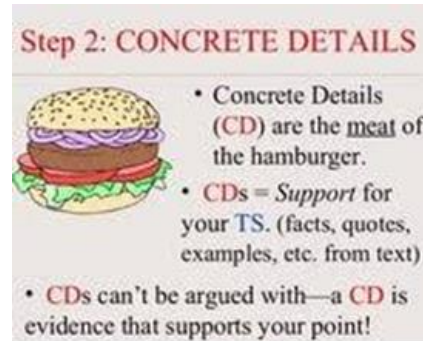 Step 2: CONCRETE DETAILS
• Concrete Details
(CD) are the meat of
the hamburger.
• CDs = Support for
your TS. (facts, quotes,
examples, etc. from text)
• CDs can't be argued with—a CD is
evidence that supports your point!